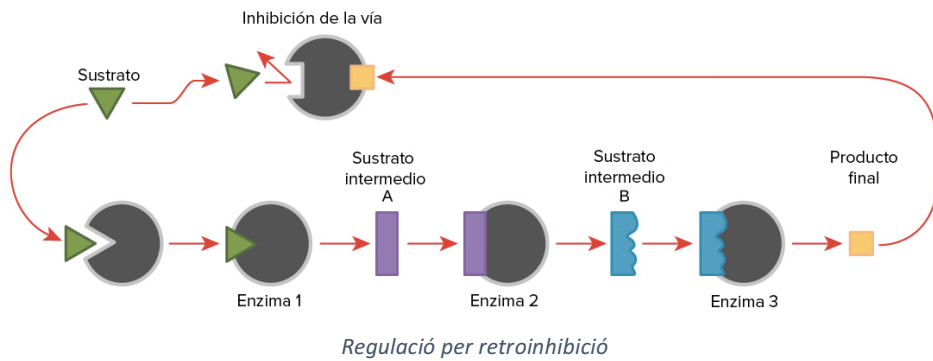 Inhibición de la vía
Sustrato
Sustrato
intermedio
A
Sustrato
intermedio
B
Producto
final
Enzima 1
Enzima 2
Enzima 3
Regulació per retroinhibició